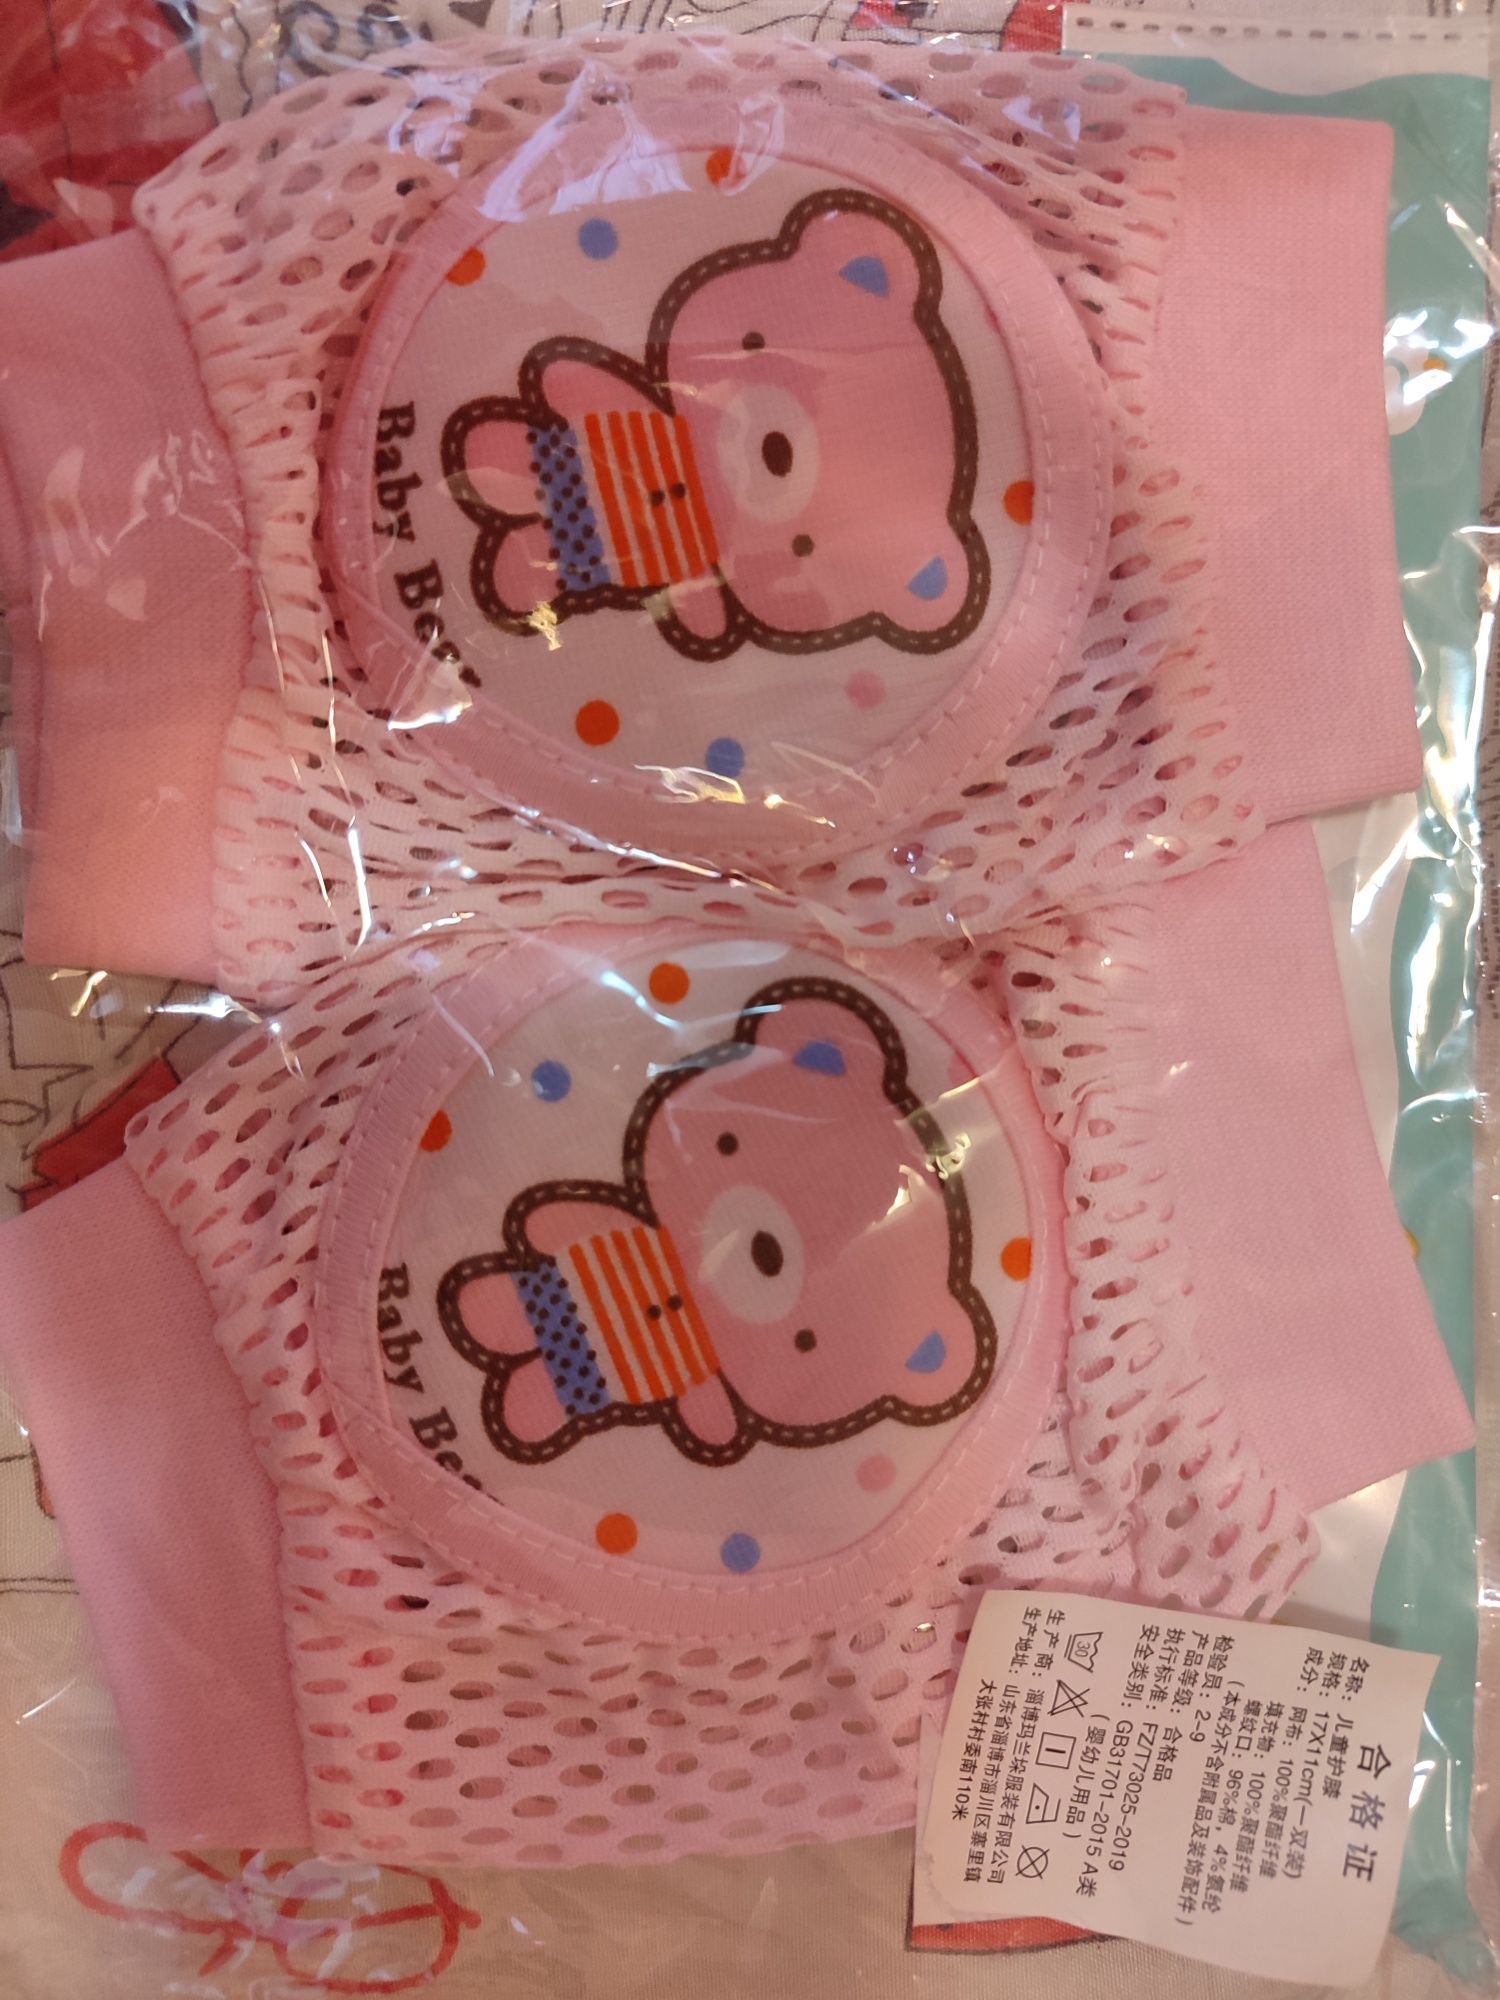 Baby Bear
Baby Bea
合格证
名称：儿童护膝
规格：17X11cm(一双装)
成分：网布：100%聚酯纤维
填充物：100%聚酯纤维
螺纹口：96%棉，4%氨纶
（本成分不含附属品及装饰配件）
检验员：2-9
产品等级：合格品
执行标准：FZ/T73025-2019
安全类别：GB31701-2015 A类
（婴幼儿用品）
30
生产商：淄博玛兰垛服装有限公司
生产地址：山东省淄博市淄川区寨里镇
大张村村委南110米